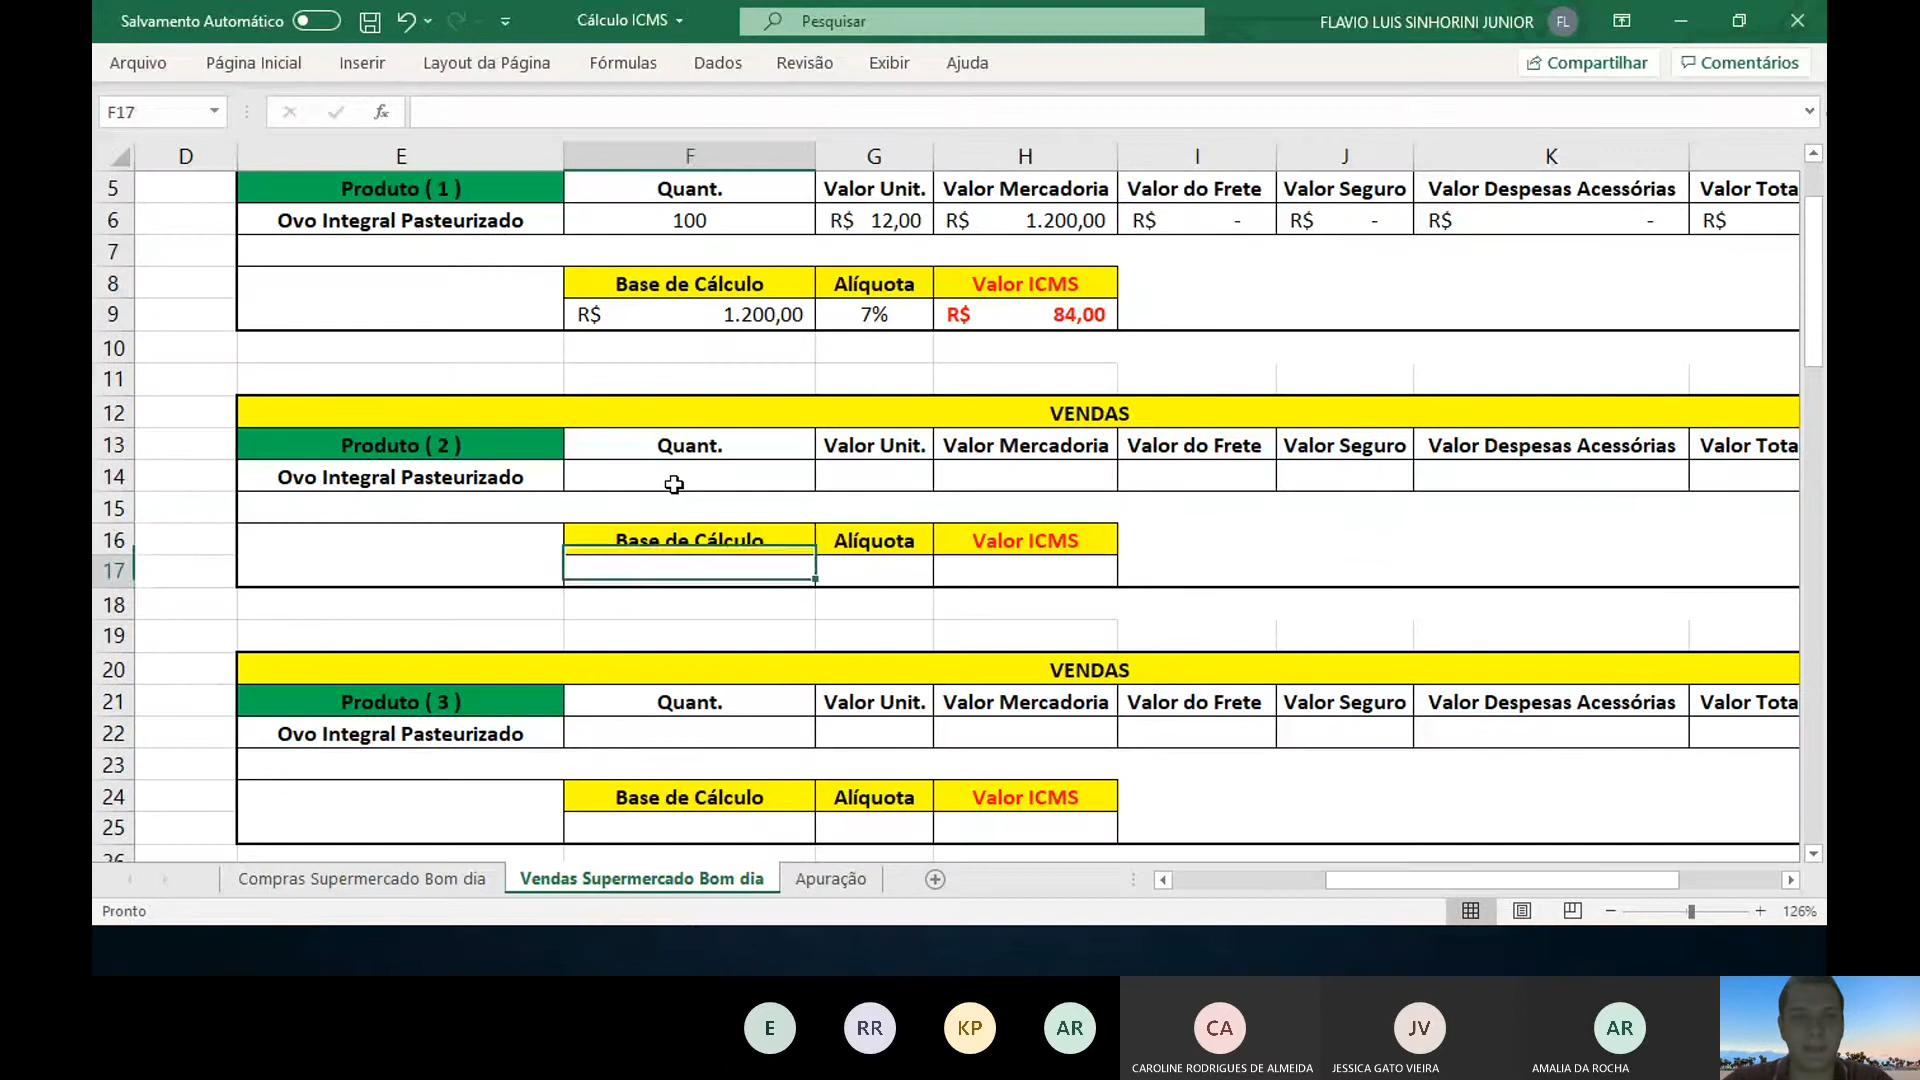 Salvamento Automático
Cálculo ICMS
Pesquisar
FLAVIO LUIS SINHORINI JUNIOR
FL
Arquivo Página Inicial Inserir Layout da Página Fórmulas Dados Revisão Exibir Ajuda
Compartilhar
Comentários
F17
fx
D E F G H I J K
5 Produto ( 1 ) Quant. Valor Unit. Valor Mercadoria Valor do Frete Valor Seguro Valor Despesas Acessórias Valor Tota
6 Ovo Integral Pasteurizado 100 R$ 12,00 R$ 1.200,00 R$ - R$ - R$ - R$
7
8 Base de Cálculo Alíquota Valor ICMS
9 R$ 1.200,00 7% R$ 84,00
10
11
12 VENDAS
13 Produto ( 2 ) Quant. Valor Unit. Valor Mercadoria Valor do Frete Valor Seguro Valor Despesas Acessórias Valor Tota
14 Ovo Integral Pasteurizado
15
16 Base de Cálculo Alíquota Valor ICMS
17
18
19
20 VENDAS
21 Produto ( 3 ) Quant. Valor Unit. Valor Mercadoria Valor do Frete Valor Seguro Valor Despesas Acessórias Valor Tota
22 Ovo Integral Pasteurizado
23
24 Base de Cálculo Alíquota Valor ICMS
25
26
Compras Supermercado Bom dia Vendas Supermercado Bom dia Apuração
Pronto
126%
E RR KP AR CA JV AR
CAROLINE RODRIGUES DE ALMEIDA JESSICA GATO VIEIRA AMALIA DA ROCHA